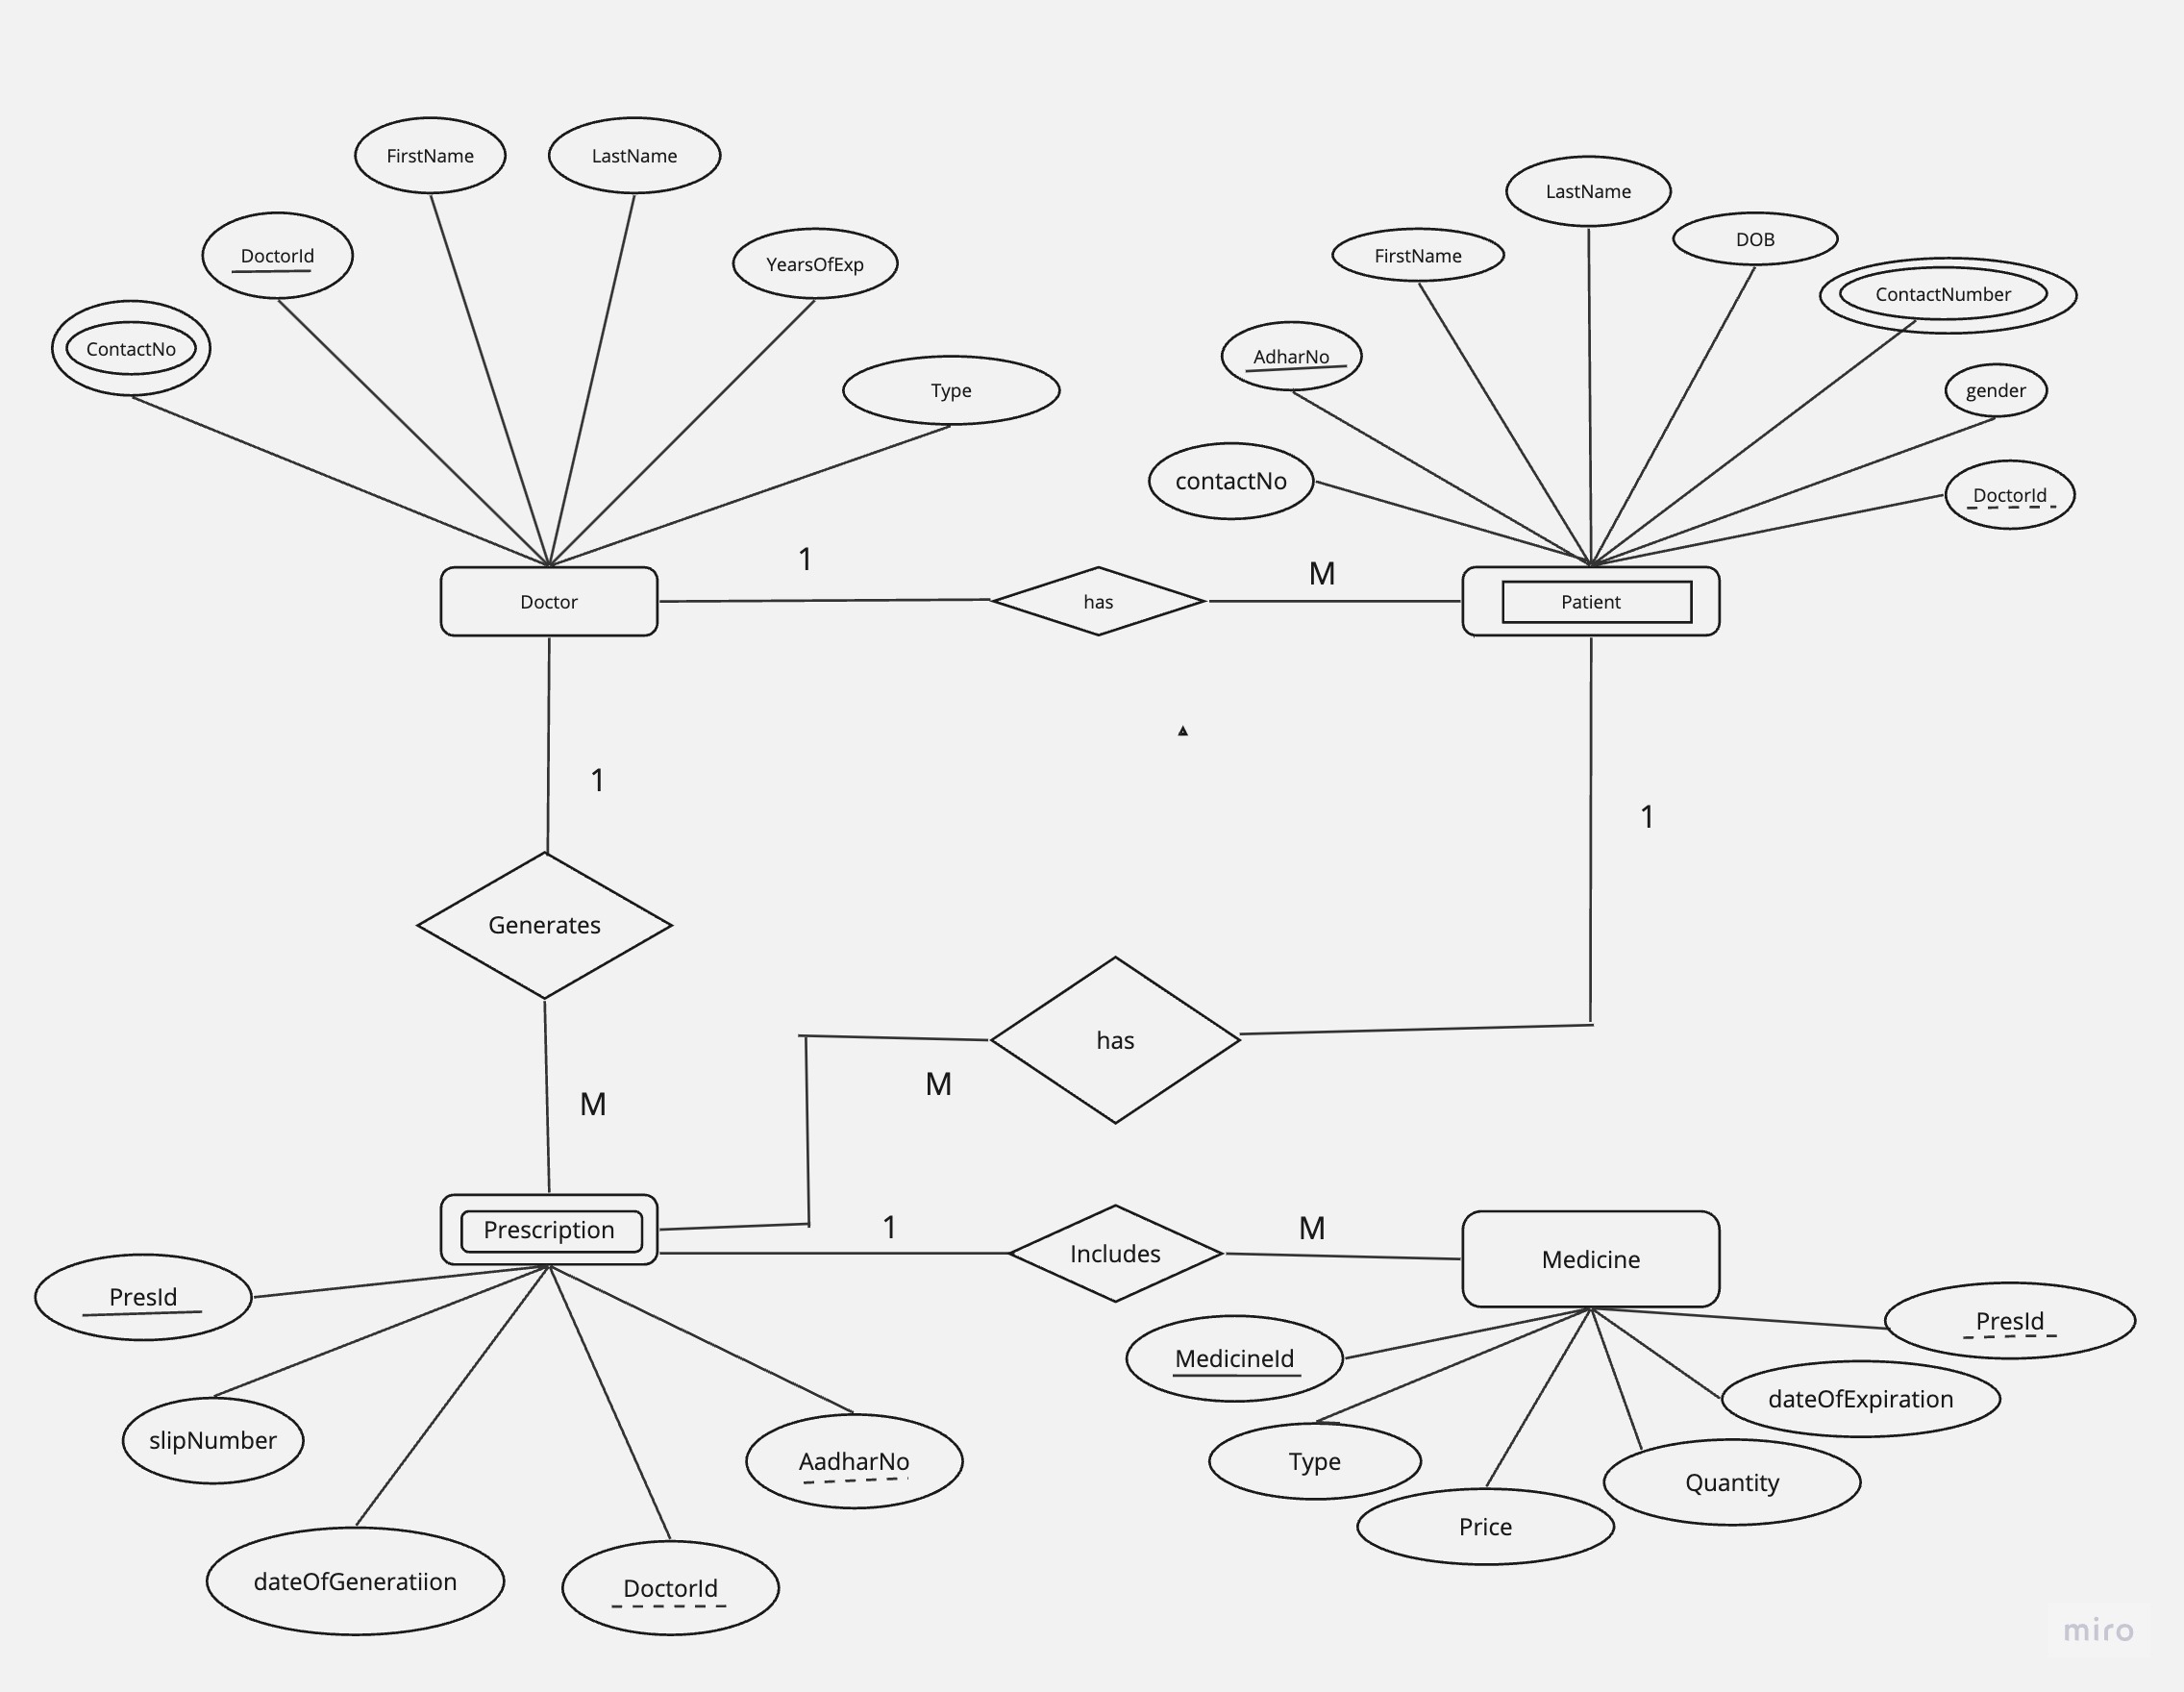 FirstName
LastName
LastName
DoctorId
YearsOfExp
FirstName
DOB
ContactNo
AdharNo
ContactNumber
Type
gender
contactNo
DoctorId
1
M
Doctor
has
Patient
1
1
Generates
has
M
M
Prescription
1
Includes
M
Medicine
PresId
MedicineId
PresId
slipNumber
AadharNo
Type
dateOfExpiration
Quantity
Price
dateOfGeneratiion
DoctorId
miro